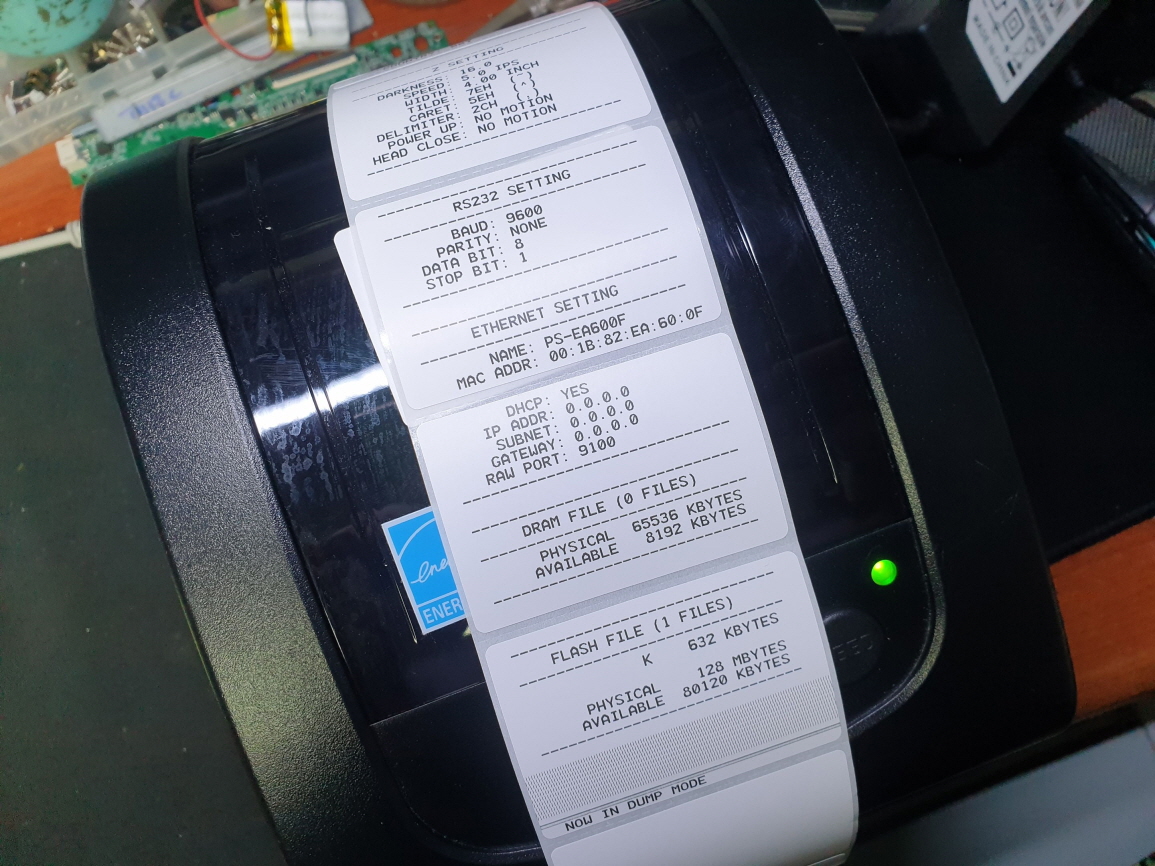 Z SETTING
DARKNESS: 16.0
SPEED: 5.0 IPS
WIDTH: 4.00 INCH
TILDE: 7EH (~)
CARET: 5EH (^)
DELIMITER: 2CH (,)
POWER UP: NO MOTION
HEAD CLOSE: NO MOTION
RS232 SETTING
BAUD: 9600
PARITY: NONE
DATA BIT: 8
STOP BIT: 1
ETHERNET SETTING
NAME: PS-EA600F
MAC ADDR: 00:1B:82:EA:60:0F
DHCP: YES
IP ADDR: 0.0.0.0
SUBNET: 0.0.0.0
GATEWAY: 0.0.0.0
RAW PORT: 9100
DRAM FILE (0 FILES)
PHYSICAL 65536 KBYTES
AVAILABLE 8192 KBYTES
FLASH FILE (1 FILES)
K 632 KBYTES
PHYSICAL 128 MBYTES
AVAILABLE 80120 KBYTES
NOW IN DUMP MODE
ENER